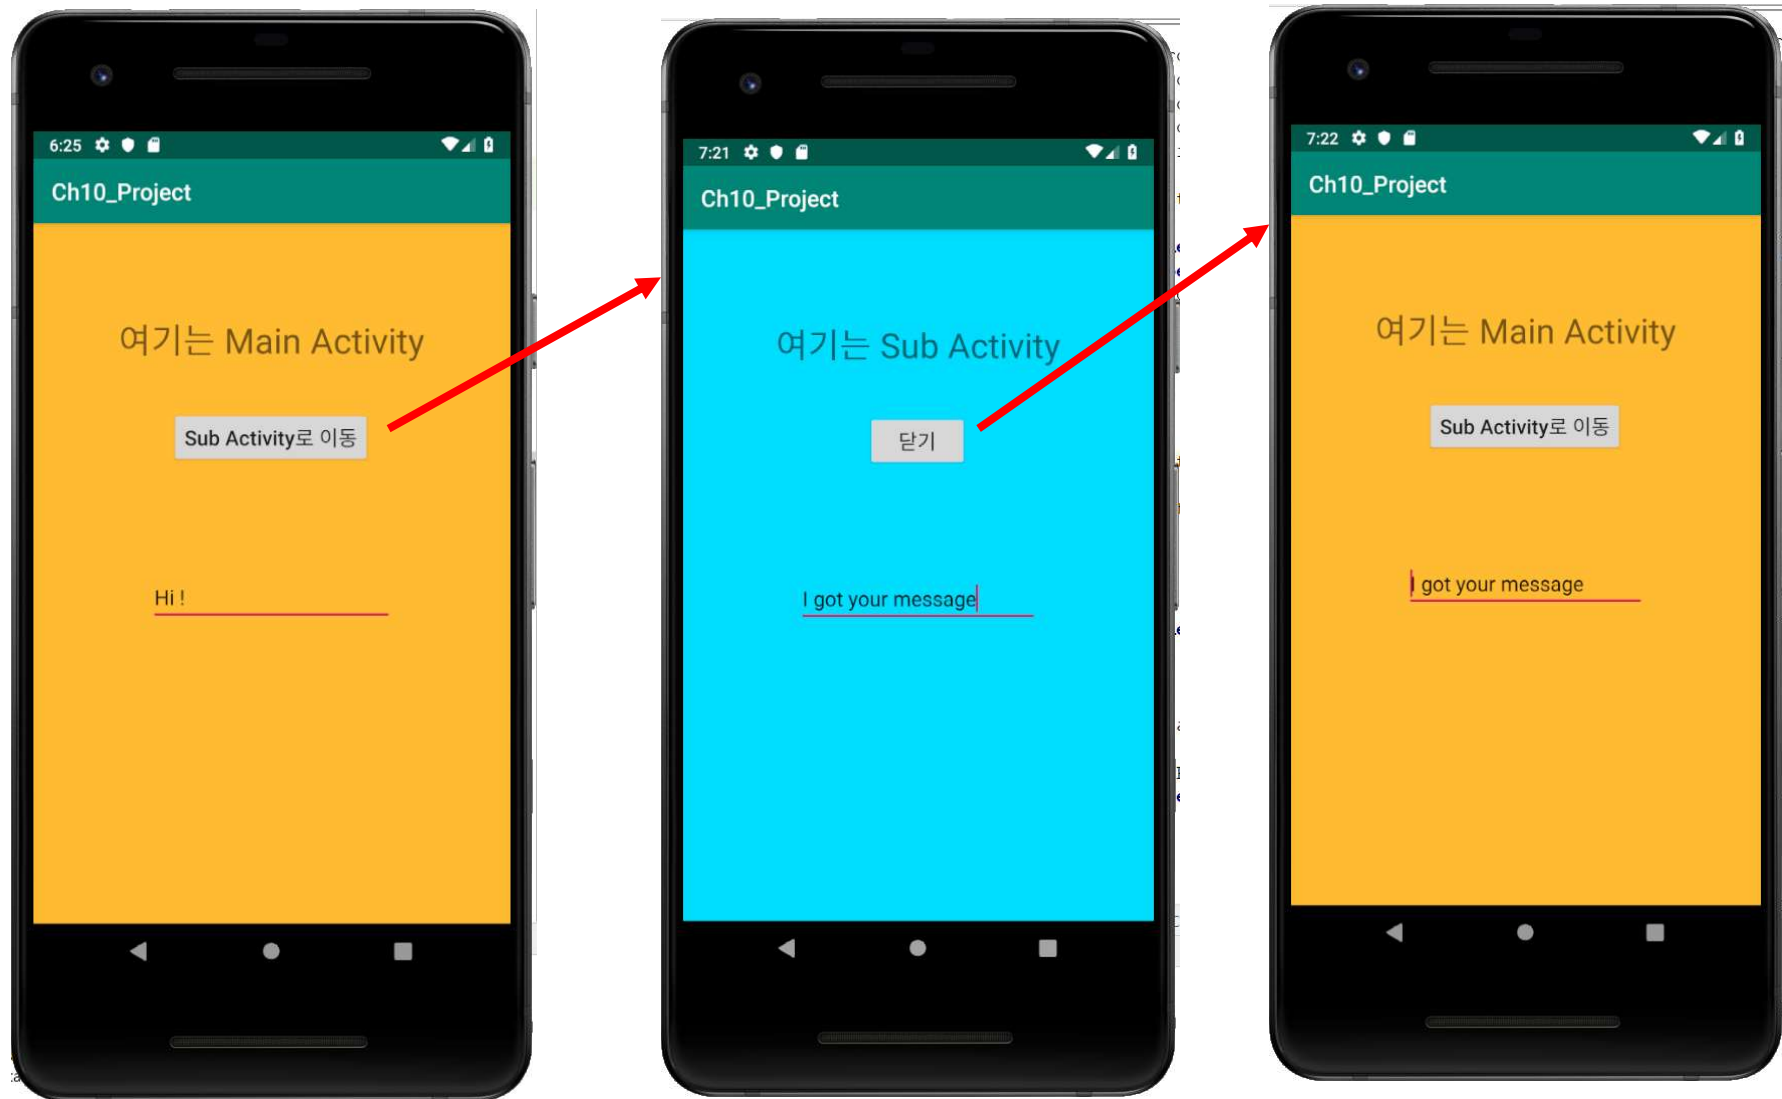 6:25
Ch10_Project
여기는 Main Activity
Sub Activity로 이동
Hi !
7:21
Ch10_Project
여기는 Sub Activity
닫기
I got your message
7:22
Ch10_Project
여기는 Main Activity
Sub Activity로 이동
I got your message